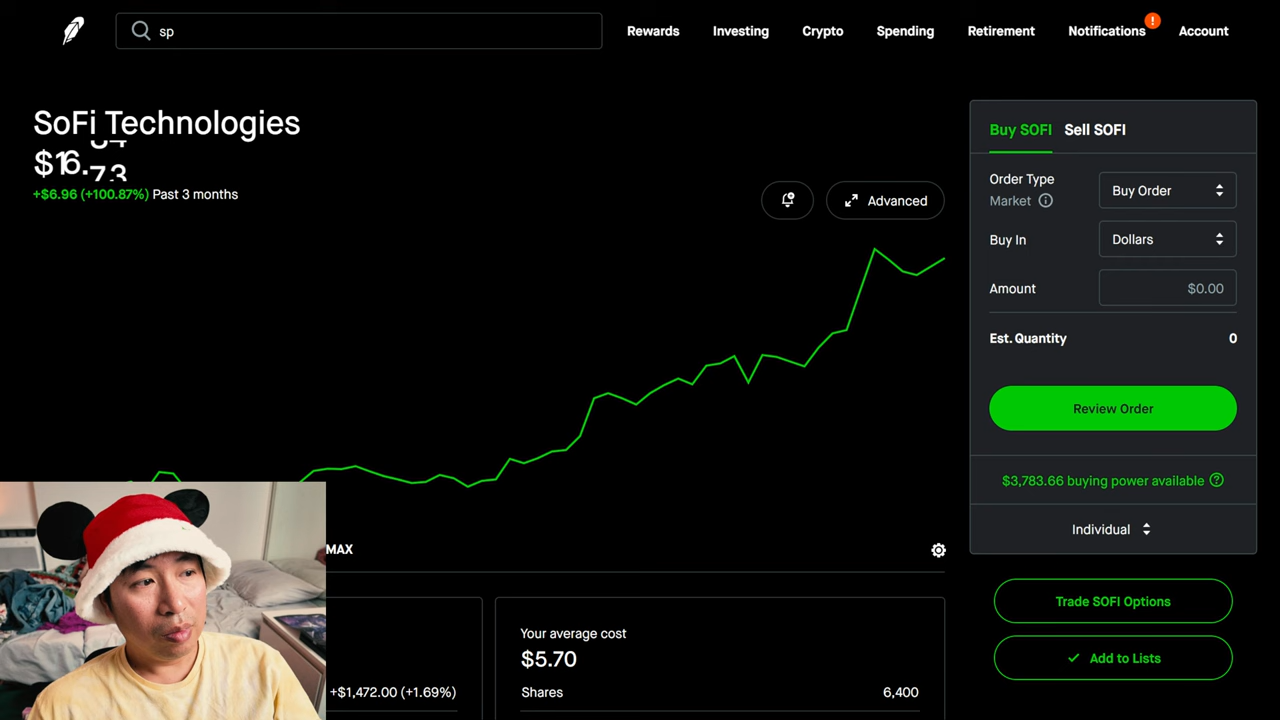 sp
Rewards
Investing
Crypto
Spending
Retirement
Notifications
!
Account
SoFi Technologies
$16.
+$6.96 (+100.87%) Past 3 months
Advanced
Buy SOFI
Sell SOFI
Order Type
Market
Buy Order
Buy In
Dollars
Amount
$0.00
Est. Quantity
0
Review Order
$3,783.66 buying power available
Individual
Trade SOFI Options
Add to Lists
MAX
+$1,472.00 (+1.69%)
Your average cost
$5.70
Shares
6,400